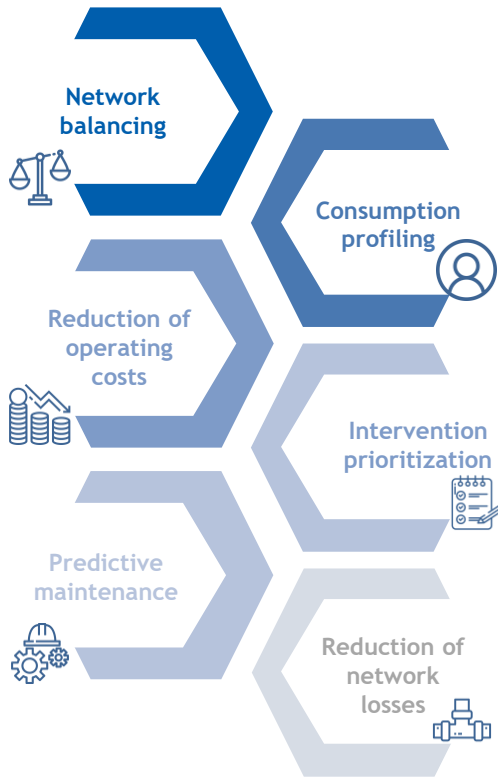 Network
balancing
Consumption
profiling
Reduction of
operating
costs
Intervention
prioritization
Predictive
maintenance
Reduction of
network
losses